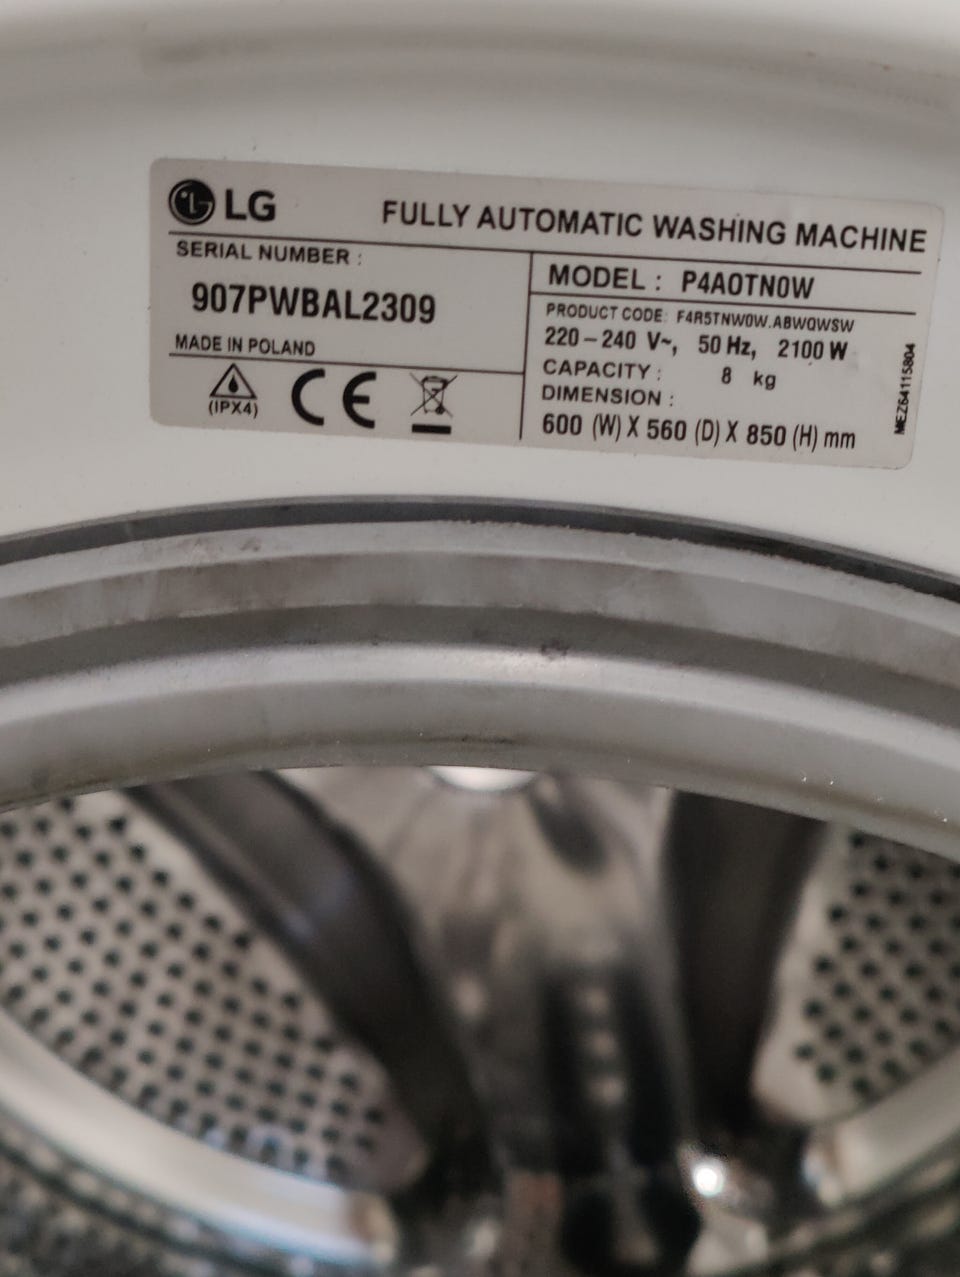 LG
FULLY AUTOMATIC WASHING MACHINE
SERIAL NUMBER :
907PWBAL2309
MADE IN POLAND
(IPX4)
CE
MODEL : P4AOTN0W
PRODUCT CODE: F4R5TNW0W.ABWQWSW
220-240 V~, 50 Hz, 2100 W
CAPACITY : 8 kg
DIMENSION :
600 (W) X 560 (D) X 850 (H) mm
MEZ64115804